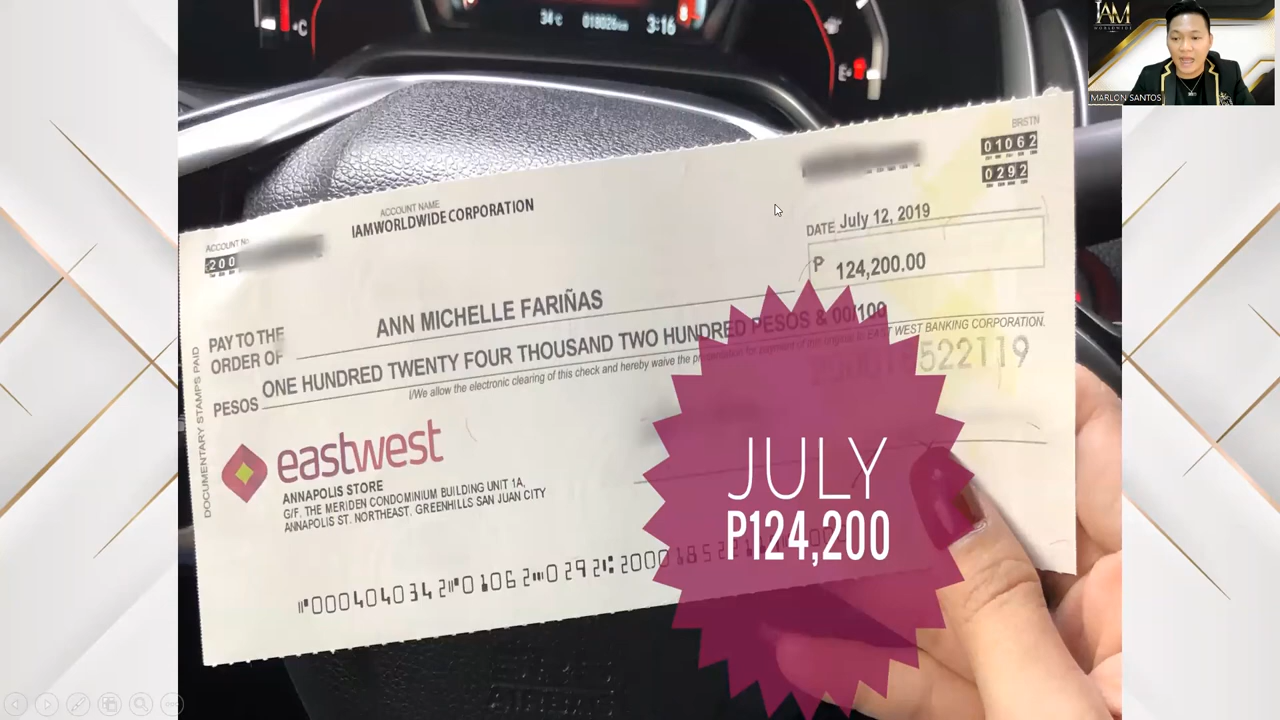 34°C 018026km 3:16
C
E
IAM
WORLDWIDE
MARLON SANTOS
BRSTN
01062
0292
ACCOUNT NAME
IAMWORLDWIDE CORPORATION
ACCOUNT No.
200
DATE July 12, 2019
₱ 124,200.00
PAY TO THE
ORDER OF
ANN MICHELLE FARIÑAS
PESOS ONE HUNDRED TWENTY FOUR THOUSAND TWO HUNDRED PESOS & 00/100
I/We allow the electronic clearing of this check and hereby waive the presentation for payment of this original to EAST WEST BANKING CORPORATION.
522119
DOCUMENTARY STAMPS PAID
eastwest
ANNAPOLIS STORE
G/F. THE MERIDEN CONDOMINIUM BUILDING UNIT 1A,
ANNAPOLIS ST. NORTHEAST. GREENHILLS SAN JUAN CITY
JULY
P124,200